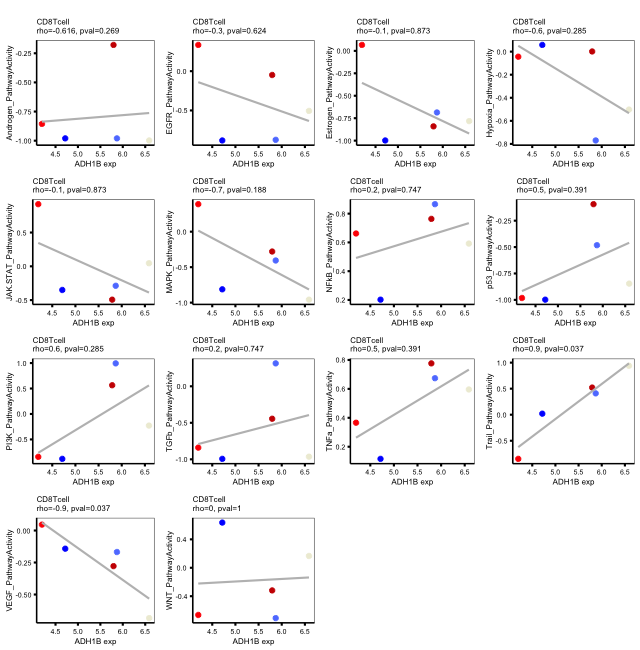 CD8Tcell
rho=-0.616, pval=0.269
Androgen_PathwayActivity
-0.25
-0.50
-0.75
-1.00
4.5 5.0 5.5 6.0 6.5
ADH1B exp
CD8Tcell
rho=-0.3, pval=0.624
EGFR_PathwayActivity
0.0
-0.5
4.5 5.0 5.5 6.0 6.5
ADH1B exp
CD8Tcell
rho=-0.1, pval=0.873
Estrogen_PathwayActivity
0.00
-0.25
-0.50
-0.75
-1.00
4.5 5.0 5.5 6.0 6.5
ADH1B exp
CD8Tcell
rho=-0.6, pval=0.285
Hypoxia_PathwayActivity
0.0
-0.2
-0.4
-0.6
-0.8
4.5 5.0 5.5 6.0 6.5
ADH1B exp
CD8Tcell
rho=-0.1, pval=0.873
JAK-STAT_PathwayActivity
0.5
0.0
-0.5
4.5 5.0 5.5 6.0 6.5
ADH1B exp
CD8Tcell
rho=-0.7, pval=0.188
MAPK_PathwayActivity
0.0
-0.5
-1.0
4.5 5.0 5.5 6.0 6.5
ADH1B exp
CD8Tcell
rho=0.2, pval=0.747
NFkB_PathwayActivity
0.8
0.6
0.4
0.2
4.5 5.0 5.5 6.0 6.5
ADH1B exp
CD8Tcell
rho=0.5, pval=0.391
p53_PathwayActivity
-0.25
-0.50
-0.75
-1.00
4.5 5.0 5.5 6.0 6.5
ADH1B exp
CD8Tcell
rho=0.6, pval=0.285
PI3K_PathwayActivity
1.0
0.5
0.0
-0.5
4.5 5.0 5.5 6.0 6.5
ADH1B exp
CD8Tcell
rho=0.2, pval=0.747
TGFb_PathwayActivity
0.0
-0.5
-1.0
4.5 5.0 5.5 6.0 6.5
ADH1B exp
CD8Tcell
rho=0.5, pval=0.391
TNFa_PathwayActivity
0.8
0.6
0.4
0.2
4.5 5.0 5.5 6.0 6.5
ADH1B exp
CD8Tcell
rho=0.9, pval=0.037
Trail_PathwayActivity
1.0
0.5
0.0
-0.5
4.5 5.0 5.5 6.0 6.5
ADH1B exp
CD8Tcell
rho=-0.9, pval=0.037
VEGF_PathwayActivity
0.00
-0.25
-0.50
4.5 5.0 5.5 6.0 6.5
ADH1B exp
CD8Tcell
rho=0, pval=1
WNT_PathwayActivity
0.4
0.0
-0.4
4.5 5.0 5.5 6.0 6.5
ADH1B exp